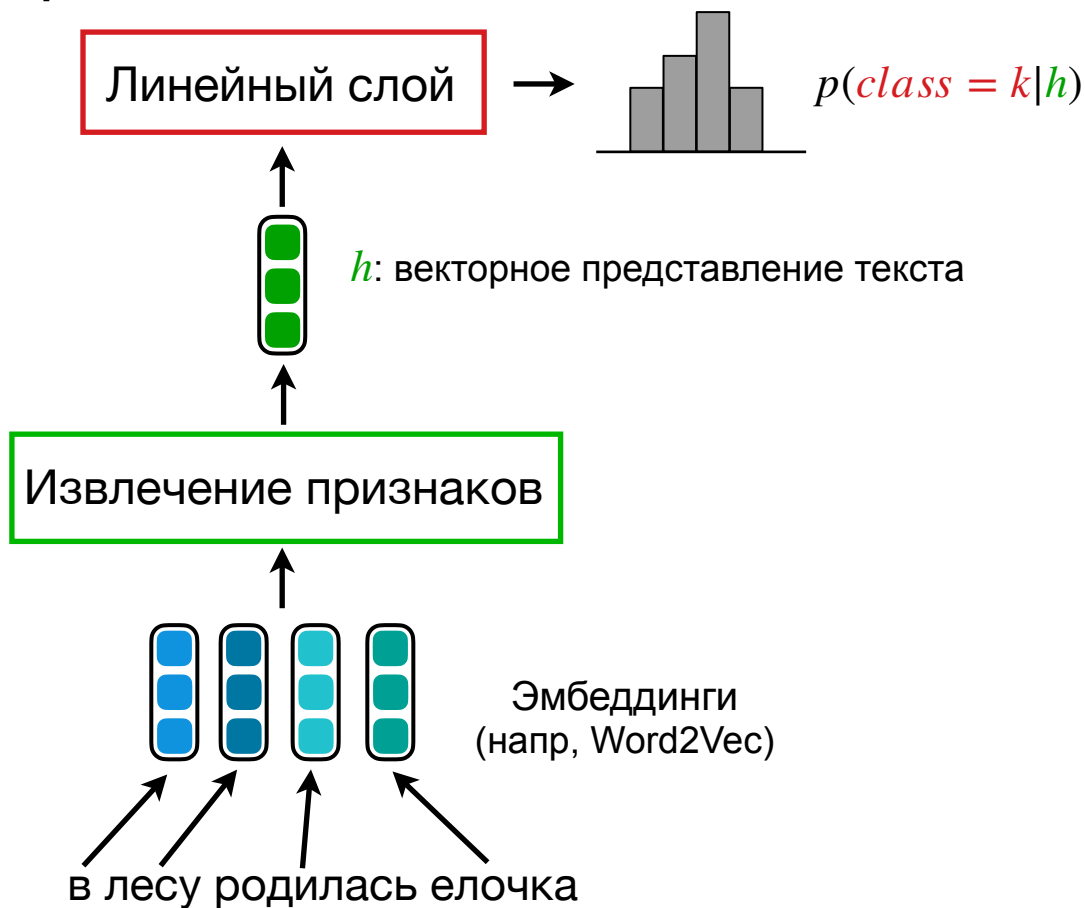 Линейный слой
p(class = k|h)
h: векторное представление текста
Извлечение признаков
Эмбеддинги
(напр, Word2Vec)
в лесу родилась елочка